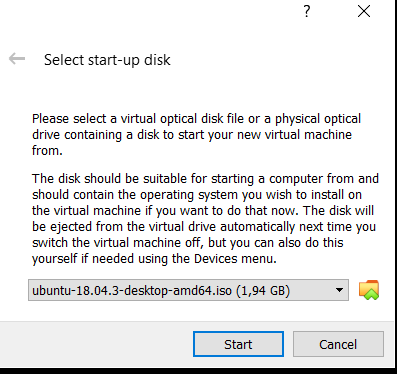 ?
Select start-up disk
Please select a virtual optical disk file or a physical optical
drive containing a disk to start your new virtual machine
from.
The disk should be suitable for starting a computer from and
should contain the operating system you wish to install on
the virtual machine if you want to do that now. The disk will
be ejected from the virtual drive automatically next time you
switch the virtual machine off, but you can also do this
yourself if needed using the Devices menu.
ubuntu-18.04.3-desktop-amd64.iso (1,94 GB)
Start Cancel